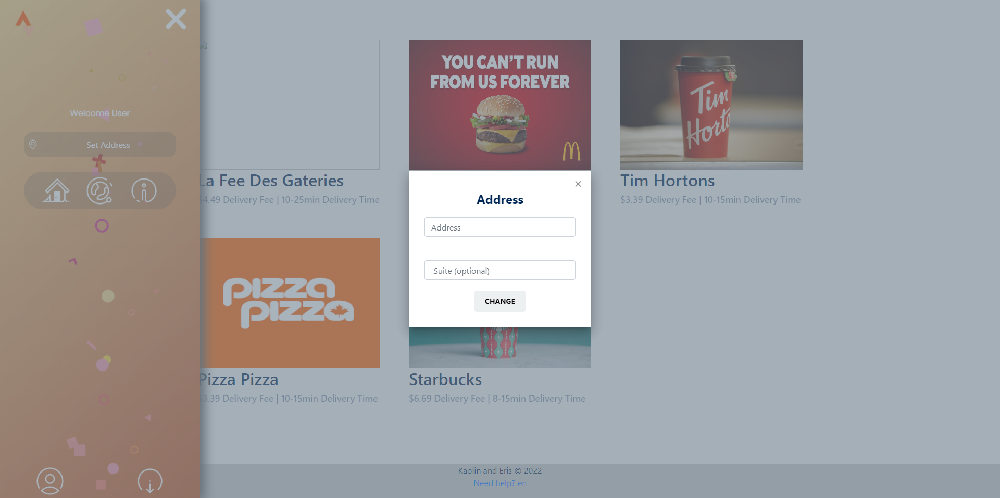 Welcome User
Set Address
YOU CAN'T RUN
FROM US FOREVER
Tim
Horto
La Fee Des Gateries
$4.49 Delivery Fee | 10-25min Delivery Time
Tim Hortons
$3.39 Delivery Fee | 10-15min Delivery Time
Address
Address
Suite (optional)
CHANGE
pizza
pizza
Pizza Pizza
$3.39 Delivery Fee | 10-15min Delivery Time
Starbucks
$6.69 Delivery Fee | 8-15min Delivery Time
Kaolin and Eris © 2022
Need help? en